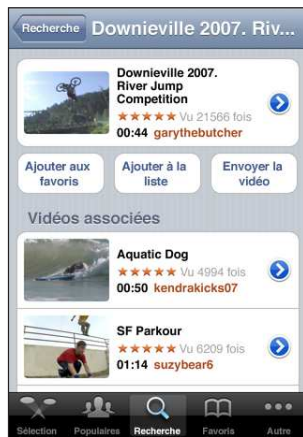 Recherche
Downieville 2007. Riv...
Downieville 2007.
River Jump
Competition
Vu 21566 fois
00:44 garythebutcher
Ajouter aux
favoris
Ajouter à la
liste
Envoyer la
vidéo
Vidéos associées
Aquatic Dog
Vu 4994 fois
00:50 kendrakicks07
SF Parkour
Vu 6209 fois
01:14 suzybear6
Sélection
Populaires
Recherche
Favoris
Autre